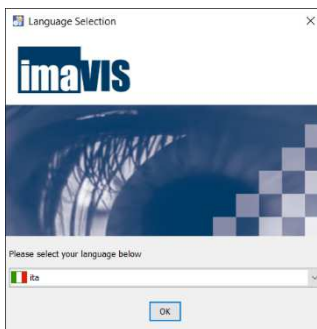 Language Selection
imaVIS
Please select your language below
ita
OK